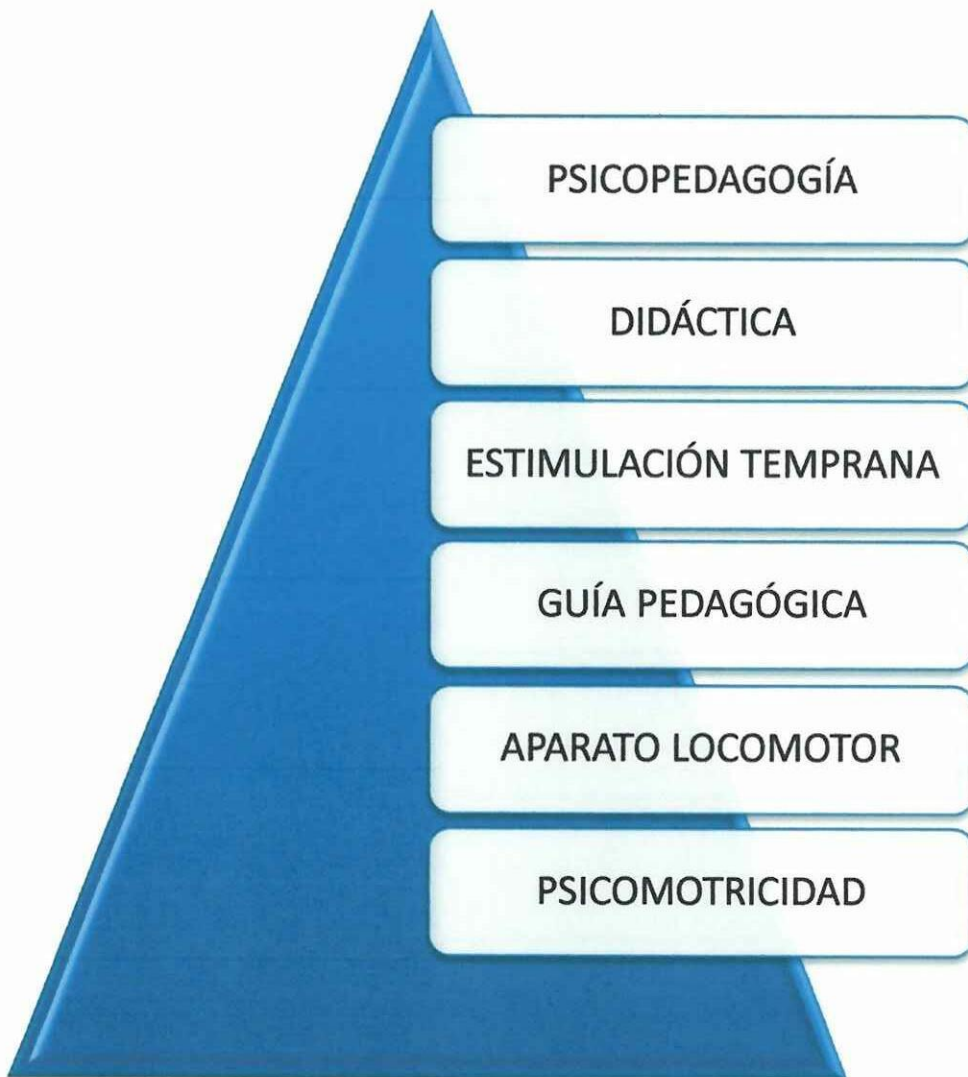 PSICOPEDAGOGÍA
DIDÁCTICA
ESTIMULACIÓN TEMPRANA
GUÍA PEDAGÓGICA
APARATO LOCOMOTOR
PSICOMOTRICIDAD